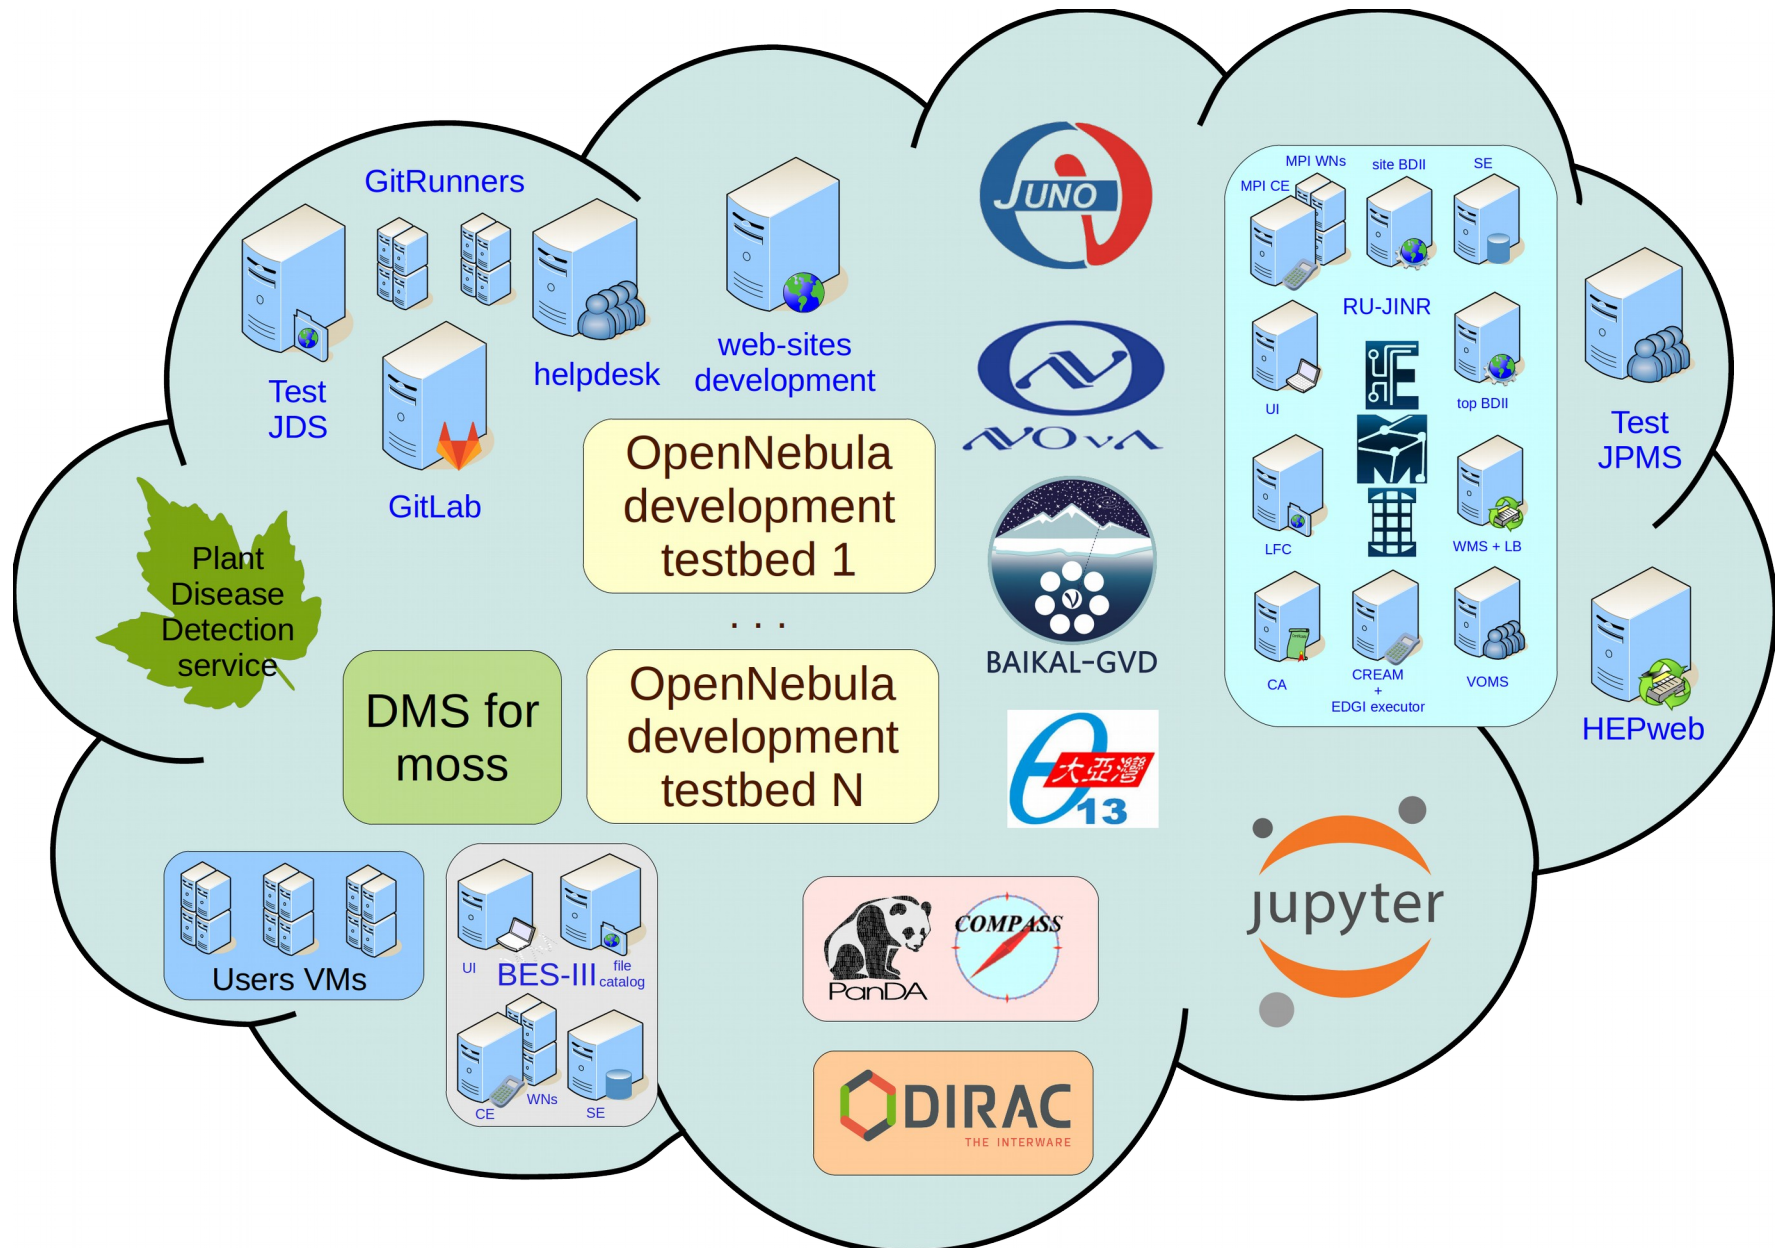 GitRunners
Test
JDS
GitLab
helpdesk
web-sites
development
JUNO
NOvA
BAIKAL-GVD
θ
大亞灣
13
MPI WNs
MPI CE
site BDII
SE
RU-JINR
UI
top BDII
LFC
WMS + LB
CA
CREAM
+
EDGI executor
VOMS
Test
JPMS
HEPweb
Plant
Disease
Detection
service
OpenNebula
development
testbed 1
. . .
OpenNebula
development
testbed N
DMS for
moss
Users VMs
UI
BES-III
file
catalog
CE
WNs
SE
PanDA
COMPASS
DIRAC
THE INTERWARE
jupyter